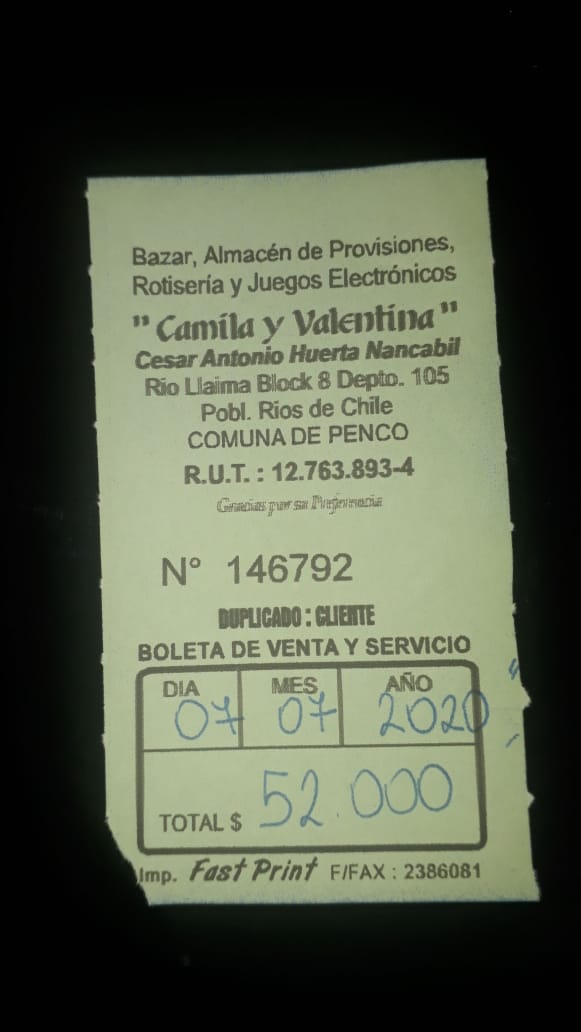 Bazar, Almacén de Provisiones,
Rotisería y Juegos Electrónicos
"Camila y Valentina"
Cesar Antonio Huerta Nancabil
Rio Llaima Block 8 Depto. 105
Pobl. Rios de Chile
COMUNA DE PENCO
R.U.T. : 12.763.893-4
Gracias por su Preferencia
N° 146792
DUPLICADO : CLIENTE
BOLETA DE VENTA Y SERVICIO
DIA MES AÑO
07 07 2020
TOTAL $ 52.000
Imp. Fast Print F/FAX : 2386081